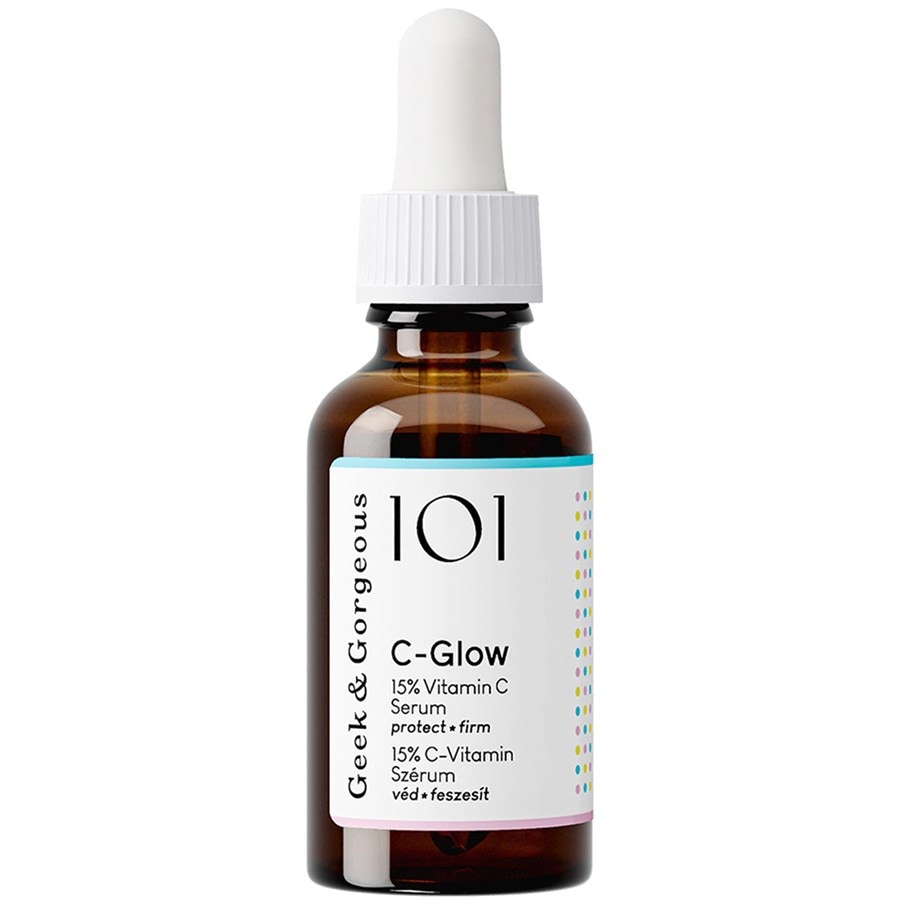 Geek & Gorgeous
101
C-Glow
15% Vitamin C
Serum
protect★firm
15% C-Vitamin
Szérum
véd★feszesít